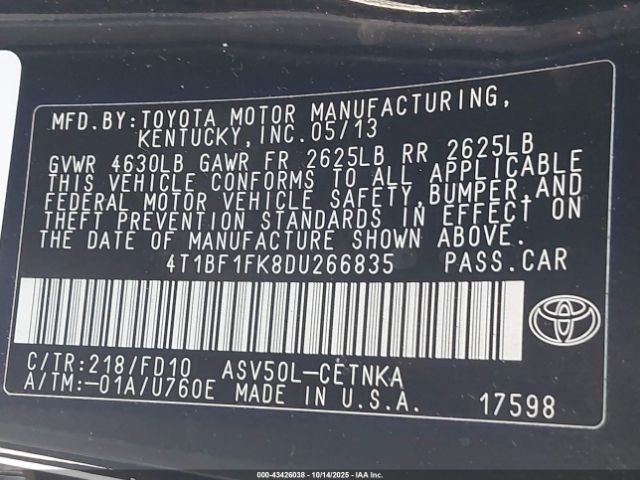 MFD.BY:TOYOTA MOTOR MANUFACTURING,
KENTUCKY,INC.05/13
GVWR 4630LB GAWR FR 2625LB RR 2625LB
THIS VEHICLE CONFORMS TO ALL APPLICABLE
FEDERAL MOTOR VEHICLE SAFETY,BUMPER,AND
THEFT PREVENTION STANDARDS IN EFFECT ON
THE DATE OF MANUFACTURE SHOWN ABOVE.
4T1BF1FK8DU266835 PASS.CAR
C/TR:218/FD10 ASV50L-CETNKA
A/TM:-01A/U760E MADE IN U.S.A. 17598
000-43426038 - 10/14/2025 - IAA Inc.